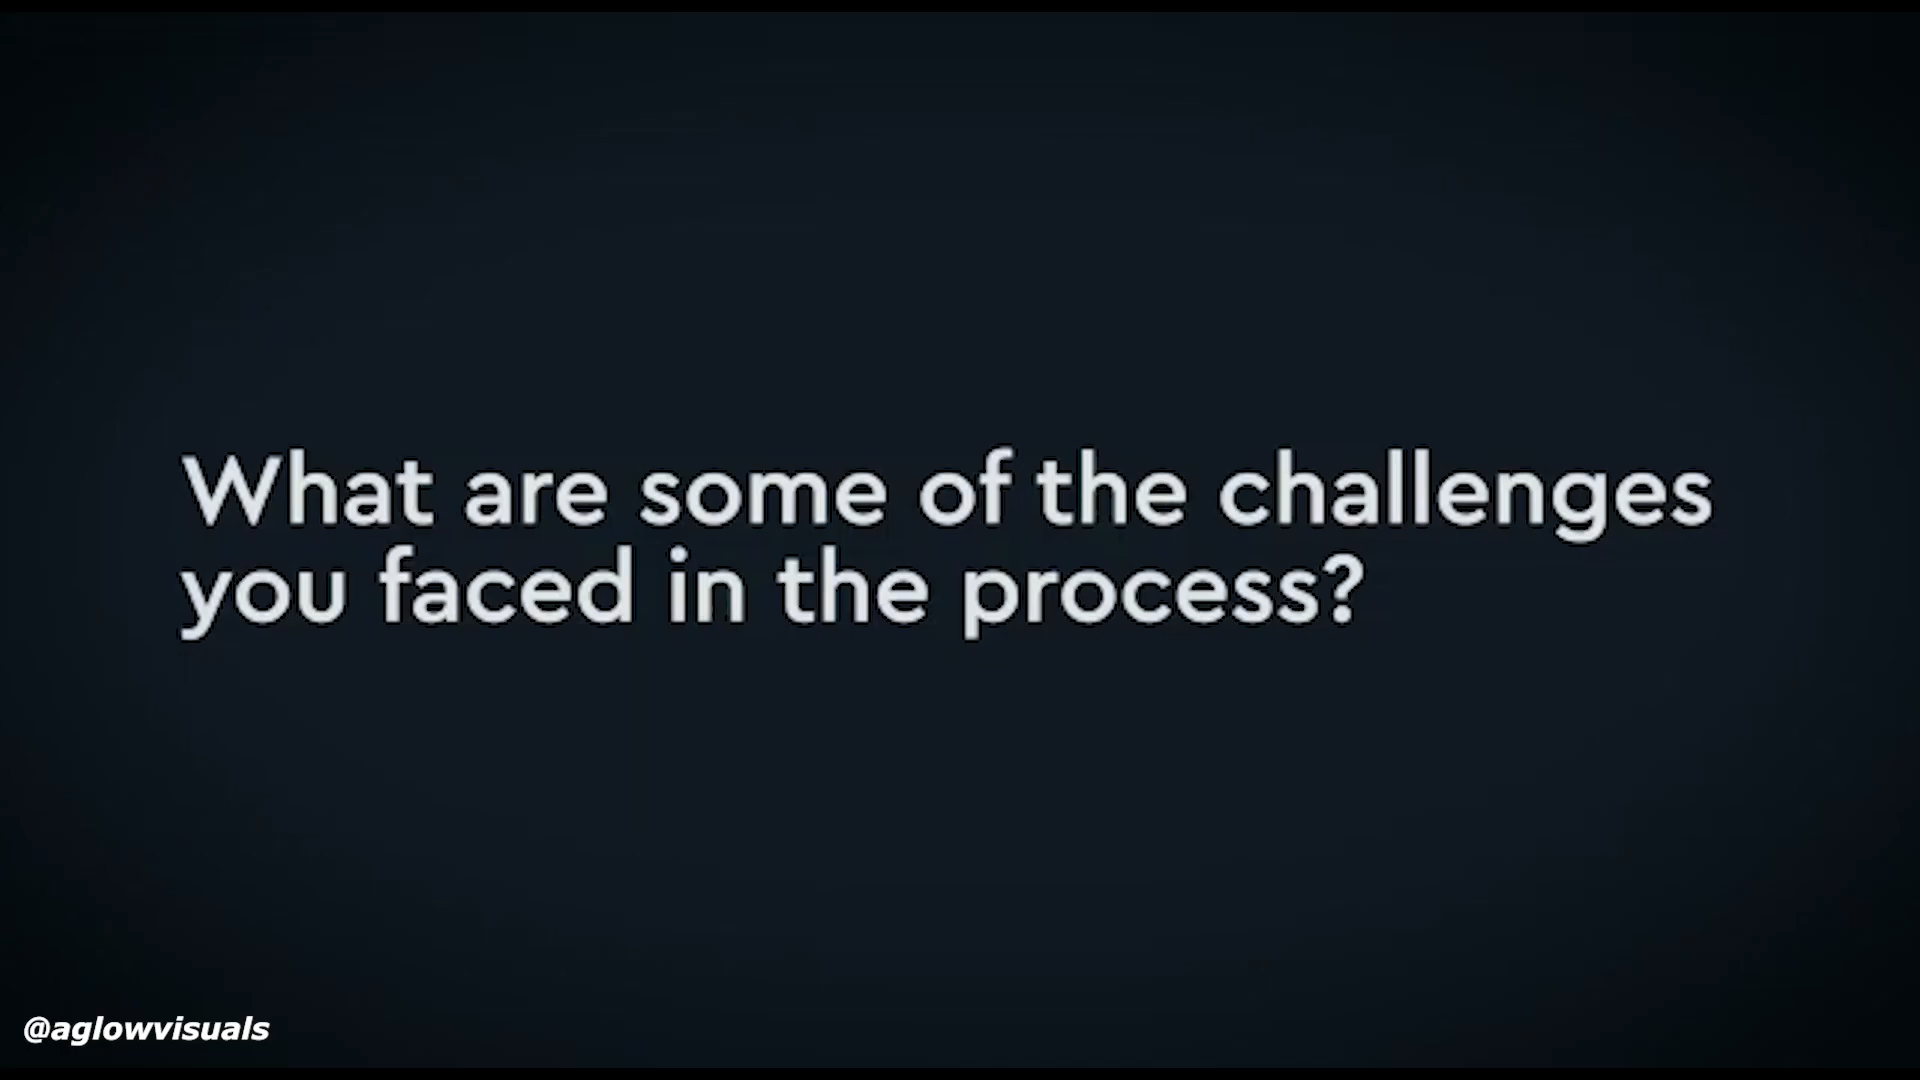 What are some of the challenges
you faced in the process?
@aglowvisuals